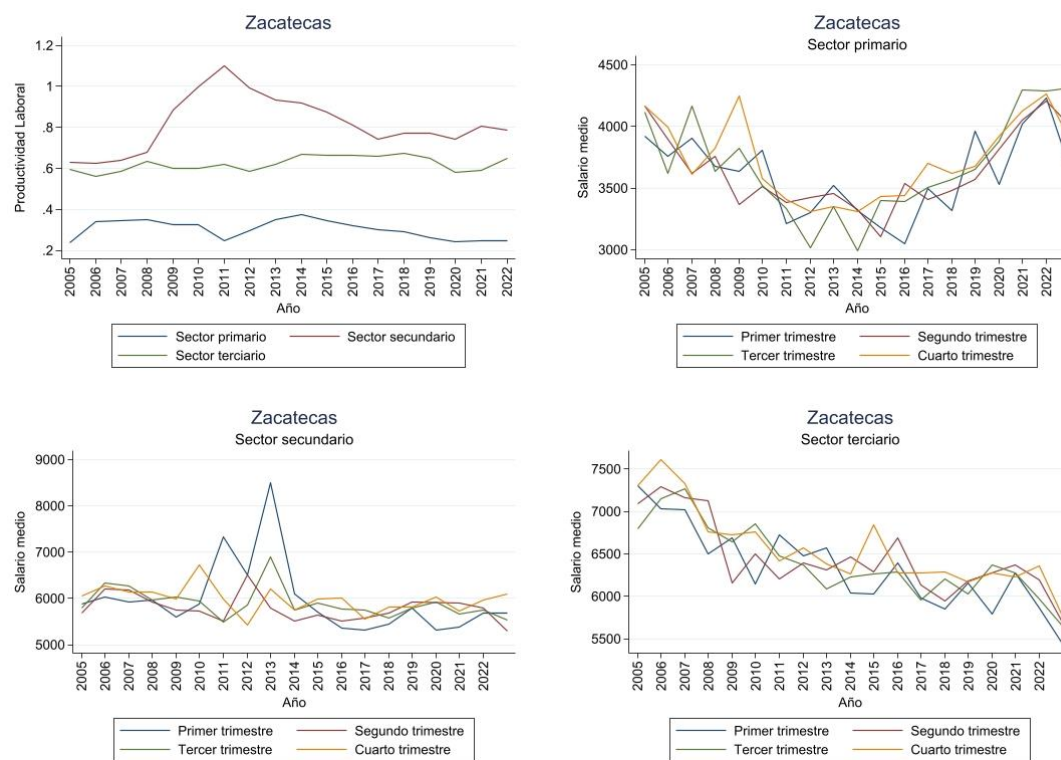 Zacatecas
1.2
1
.8
.6
.4
.2
Productividad Laboral
2005 2006 2007 2008 2009 2010 2011 2012 2013 2014 2015 2016 2017 2018 2019 2020 2021 2022
Año
Sector primario Sector secundario
Sector terciario
Zacatecas
Sector primario
4500
4000
3500
3000
Salario medio
2005 2006 2007 2008 2009 2010 2011 2012 2013 2014 2015 2016 2017 2018 2019 2020 2021 2022
Año
Primer trimestre Segundo trimestre
Tercer trimestre Cuarto trimestre
Zacatecas
Sector secundario
9000
8000
7000
6000
5000
Salario medio
2005 2006 2007 2008 2009 2010 2011 2012 2013 2014 2015 2016 2017 2018 2019 2020 2021 2022
Año
Primer trimestre Segundo trimestre
Tercer trimestre Cuarto trimestre
Zacatecas
Sector terciario
7500
7000
6500
6000
5500
Salario medio
2005 2006 2007 2008 2009 2010 2011 2012 2013 2014 2015 2016 2017 2018 2019 2020 2021 2022
Año
Primer trimestre Segundo trimestre
Tercer trimestre Cuarto trimestre